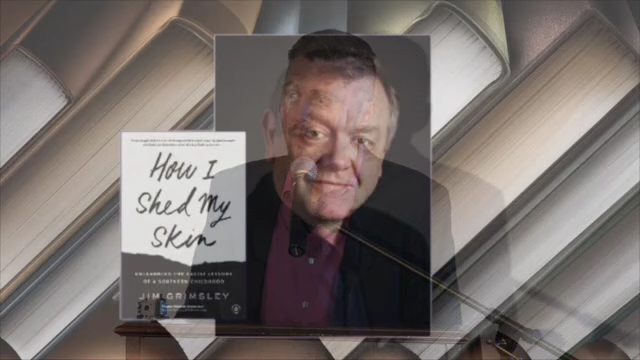 How I
Shed My
Skin
UNLEARNING THE RACIST LESSONS
OF A SOUTHERN CHILDHOOD
JIM GRIMSLEY